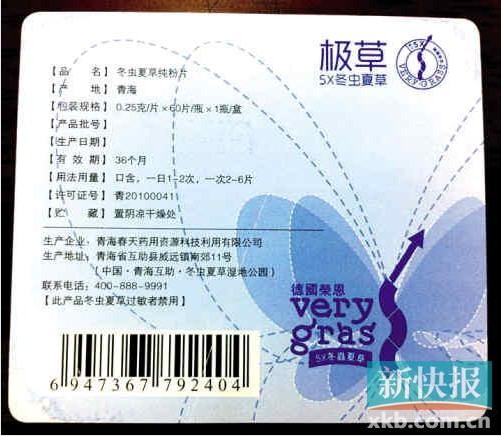 极草
5X冬虫夏草
5X
VERY GRASS
【品 名】冬虫夏草纯粉片
【产 地】青海
【包装规格】0.25克/片×60片/瓶×1瓶/盒
【产品批号】
【生产日期】
【有 效 期】36个月
【用法用量】口含，一日1-2次，一次2-6片
【许可证号】青20100041
【贮 藏】置阴凉干燥处
生产企业：青海春天药用资源科技利用有限公司
生产地址：青海省互助县威远镇南郊11号
（中国·青海互助·冬虫夏草湿地公园）
联系电话：400-888-9991
【此产品冬虫夏草过敏者禁用】
德國榮恩
very
gras
5X冬蟲夏草
6 947367 792404
新快报
xkb.com.cn